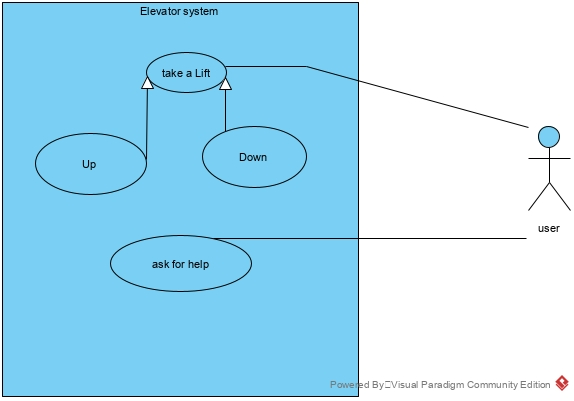 Elevator system
take a Lift
Up
Down
user
ask for help
Powered By Visual Paradigm Community Edition